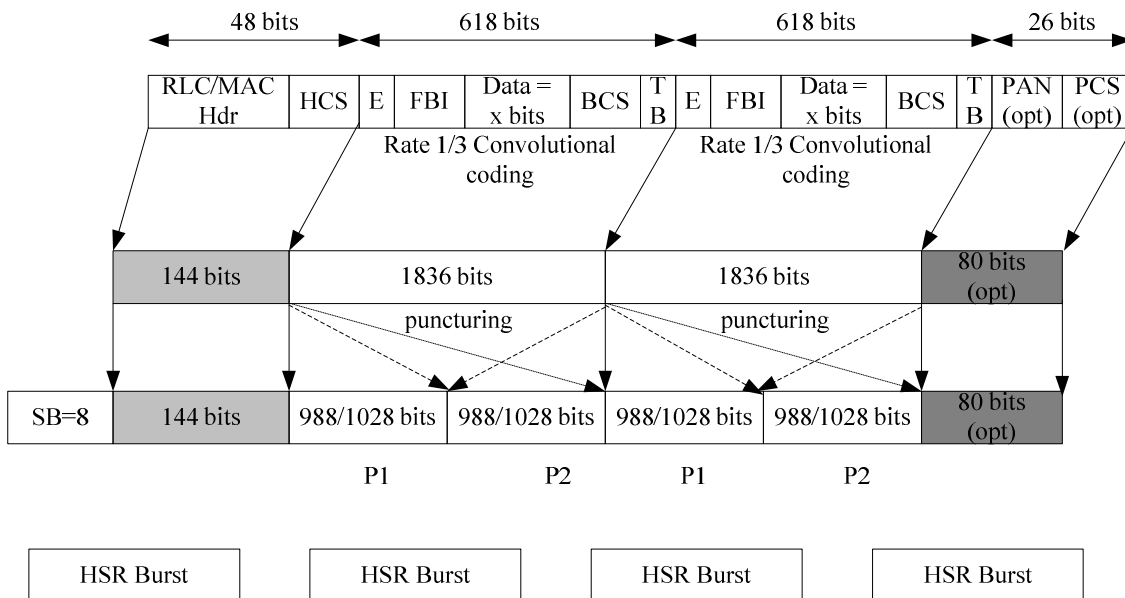 48 bits 618 bits 618 bits 26 bits
RLC/MAC Hdr HCS E FBI Data = x bits BCS T B E FBI Data = x bits BCS T B PAN (opt) PCS (opt)
Rate 1/3 Convolutional coding Rate 1/3 Convolutional coding
144 bits 1836 bits 1836 bits 80 bits (opt)
puncturing puncturing
SB=8 144 bits 988/1028 bits 988/1028 bits 988/1028 bits 988/1028 bits 80 bits (opt)
P1 P2 P1 P2
HSR Burst HSR Burst HSR Burst HSR Burst